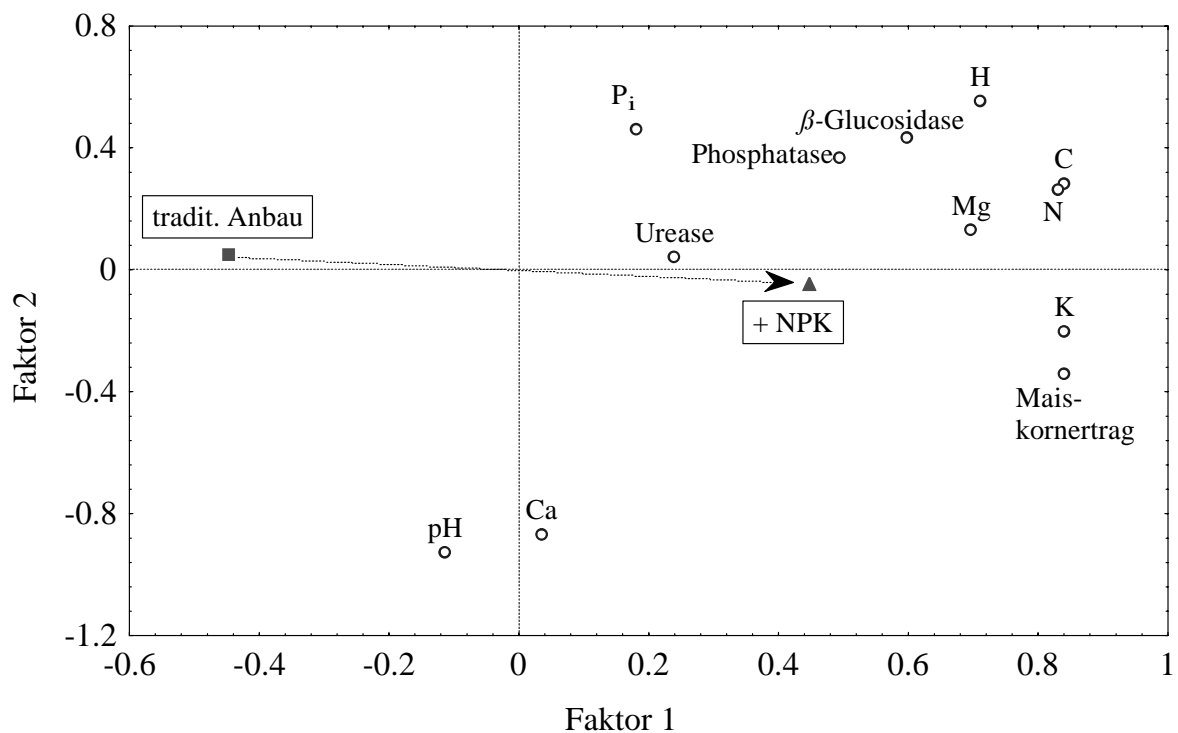 0.8
H
P_i
β-Glucosidase
0.4
Phosphatase
C
tradit. Anbau
Mg
N
Urease
0
K
+ NPK
Faktor 2
-0.4
Mais-
kornertrag
-0.8
Ca
pH
-1.2
-0.6 -0.4 -0.2 0 0.2 0.4 0.6 0.8 1
Faktor 1